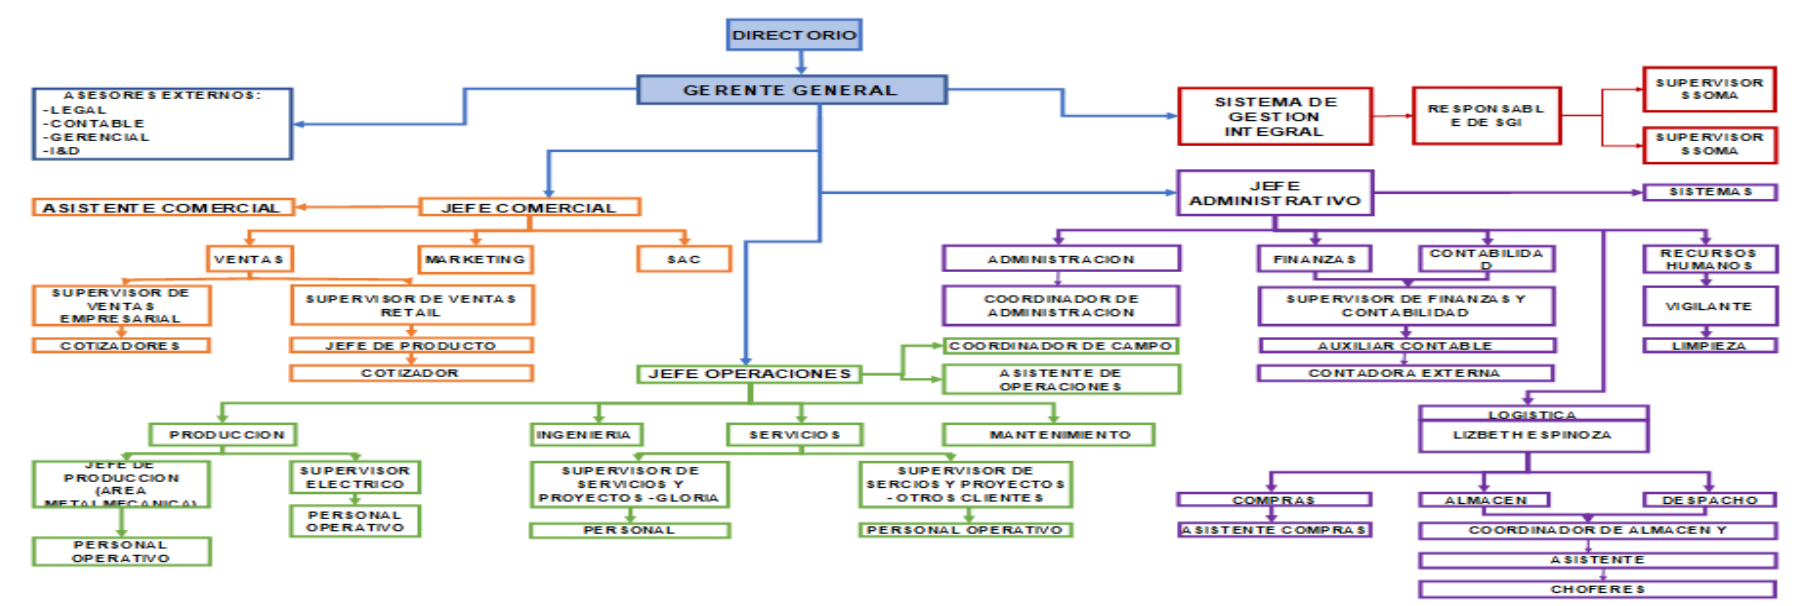 DIRECTORIO
GERENTE GENERAL
ASESORES EXTERNOS:
-LEGAL
-CONTABLE
-GERENCIAL
-I&D
SISTEMA DE
GESTION
INTEGRAL
RESPONSABL
E DE SGI
SUPERVISOR
SSOMA
SUPERVISOR
SSOMA
ASISTENTE COMERCIAL
JEFE COMERCIAL
JEFE
ADMINISTRATIVO
SISTEMAS
VENTAS
MARKETING
SAC
SUPERVISOR DE
VENTAS
EMPRESARIAL
COTIZADORES
SUPERVISOR DE VENTAS
RETAIL
JEFE DE PRODUCTO
COTIZADOR
ADMINISTRACION
COORDINADOR DE
ADMINISTRACION
FINANZAS
CONTABILIDA
D
SUPERVISOR DE FINANZAS Y
CONTABILIDAD
AUXILIAR CONTABLE
CONTADORA EXTERNA
RECURSOS
HUMANOS
VIGILANTE
LIMPIEZA
JEFE OPERACIONES
COORDINADOR DE CAMPO
ASISTENTE DE
OPERACIONES
PRODUCCION
INGENIERIA
SERVICIOS
MANTENIMIENTO
JEFE DE
PRODUCCION
(AREA
METALMECANICA)
PERSONAL
OPERATIVO
SUPERVISOR
ELECTRICO
PERSONAL
OPERATIVO
SUPERVISOR DE
SERVICIOS Y
PROYECTOS -GLORIA
PERSONAL
SUPERVISOR DE
SERCIOS Y PROYECTOS
- OTROS CLIENTES
PERSONAL OPERATIVO
LOGISTICA
LIZBETH ESPINOZA
COMPRAS
ASISTENTE COMPRAS
ALMACEN
DESPACHO
COORDINADOR DE ALMACEN Y
ASISTENTE
CHOFERES